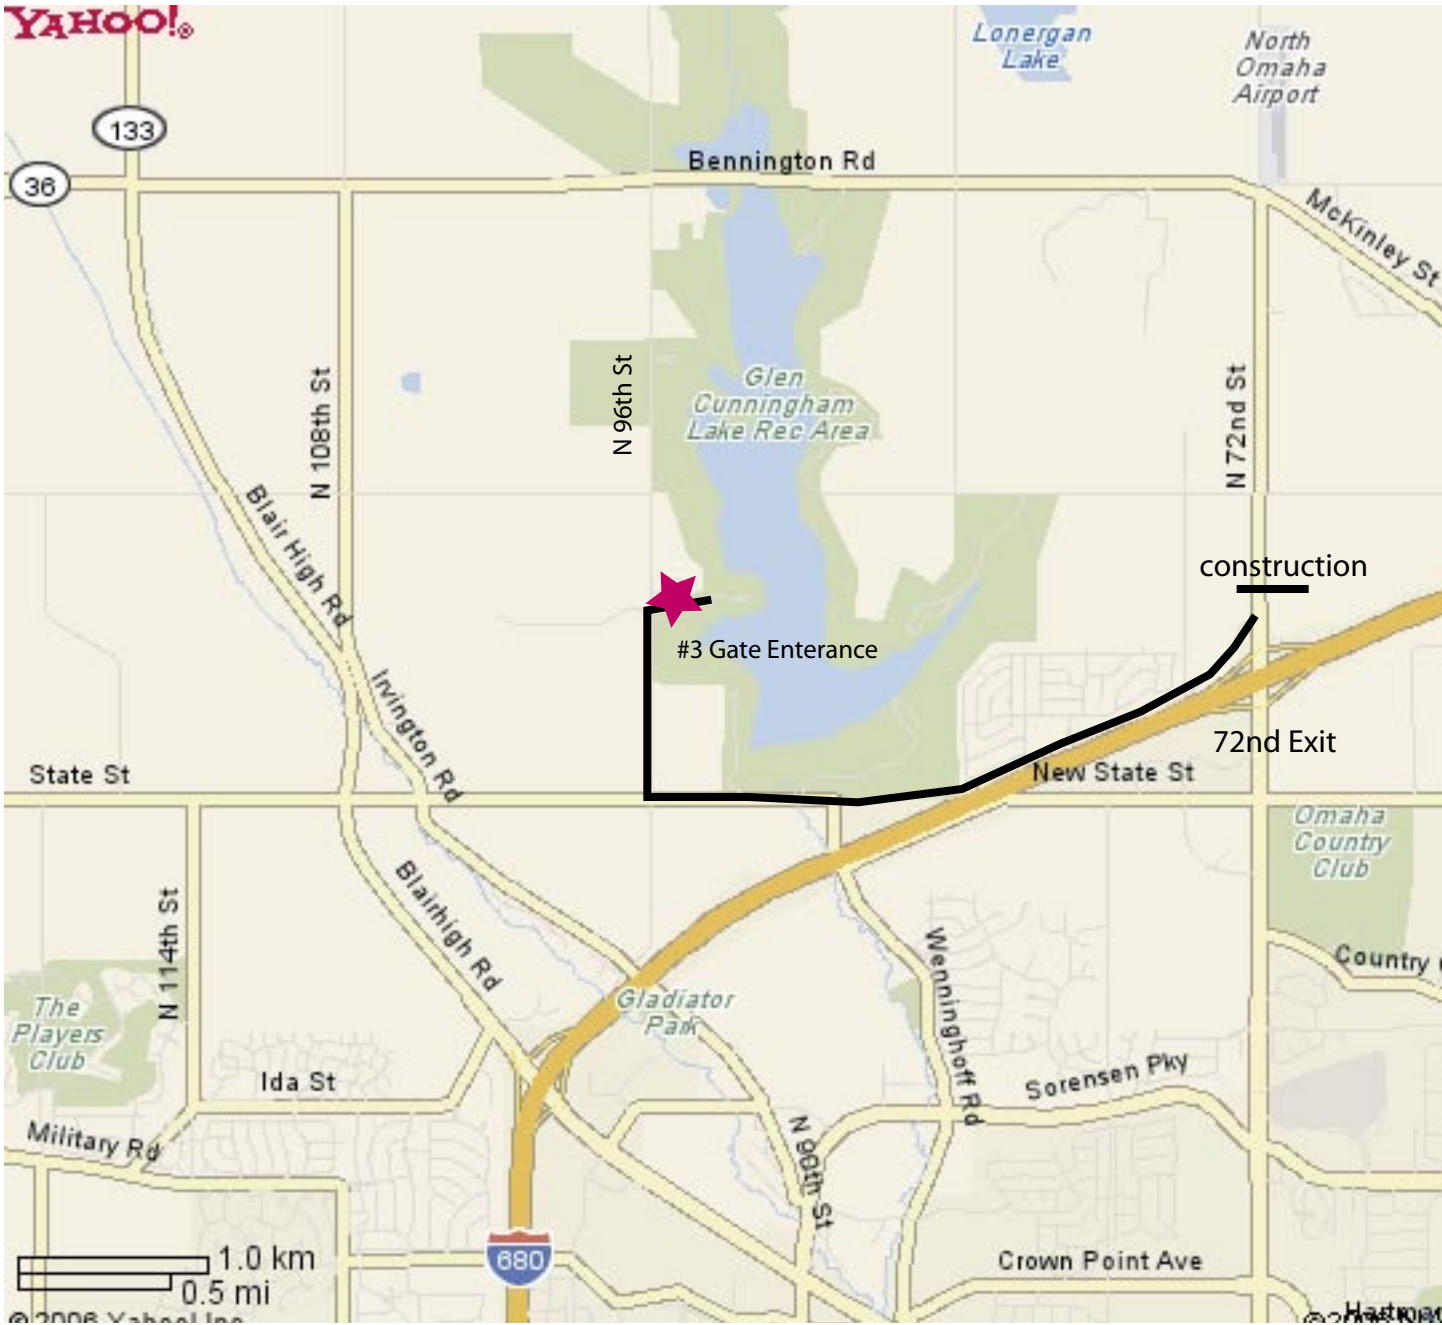 YAHOO!®
Lonergan
Lake
North
Omaha
Airport
133
36
Bennington Rd
McKinley St
N 108th St
N 96th St
Glen
Cunningham
Lake Rec Area
N 72nd St
Blair High Rd
construction
#3 Gate Enterance
Irvington Rd
72nd Exit
State St
New State St
Omaha
Country
Club
Blairhigh Rd
N 114th St
Wenninghoff Rd
Country
The
Players
Club
Gladiator
Park
Ida St
Sorensen Pky
Military Rd
N 90th St
680
Crown Point Ave
1.0 km
0.5 mi
© 2006 Yahoo! Inc